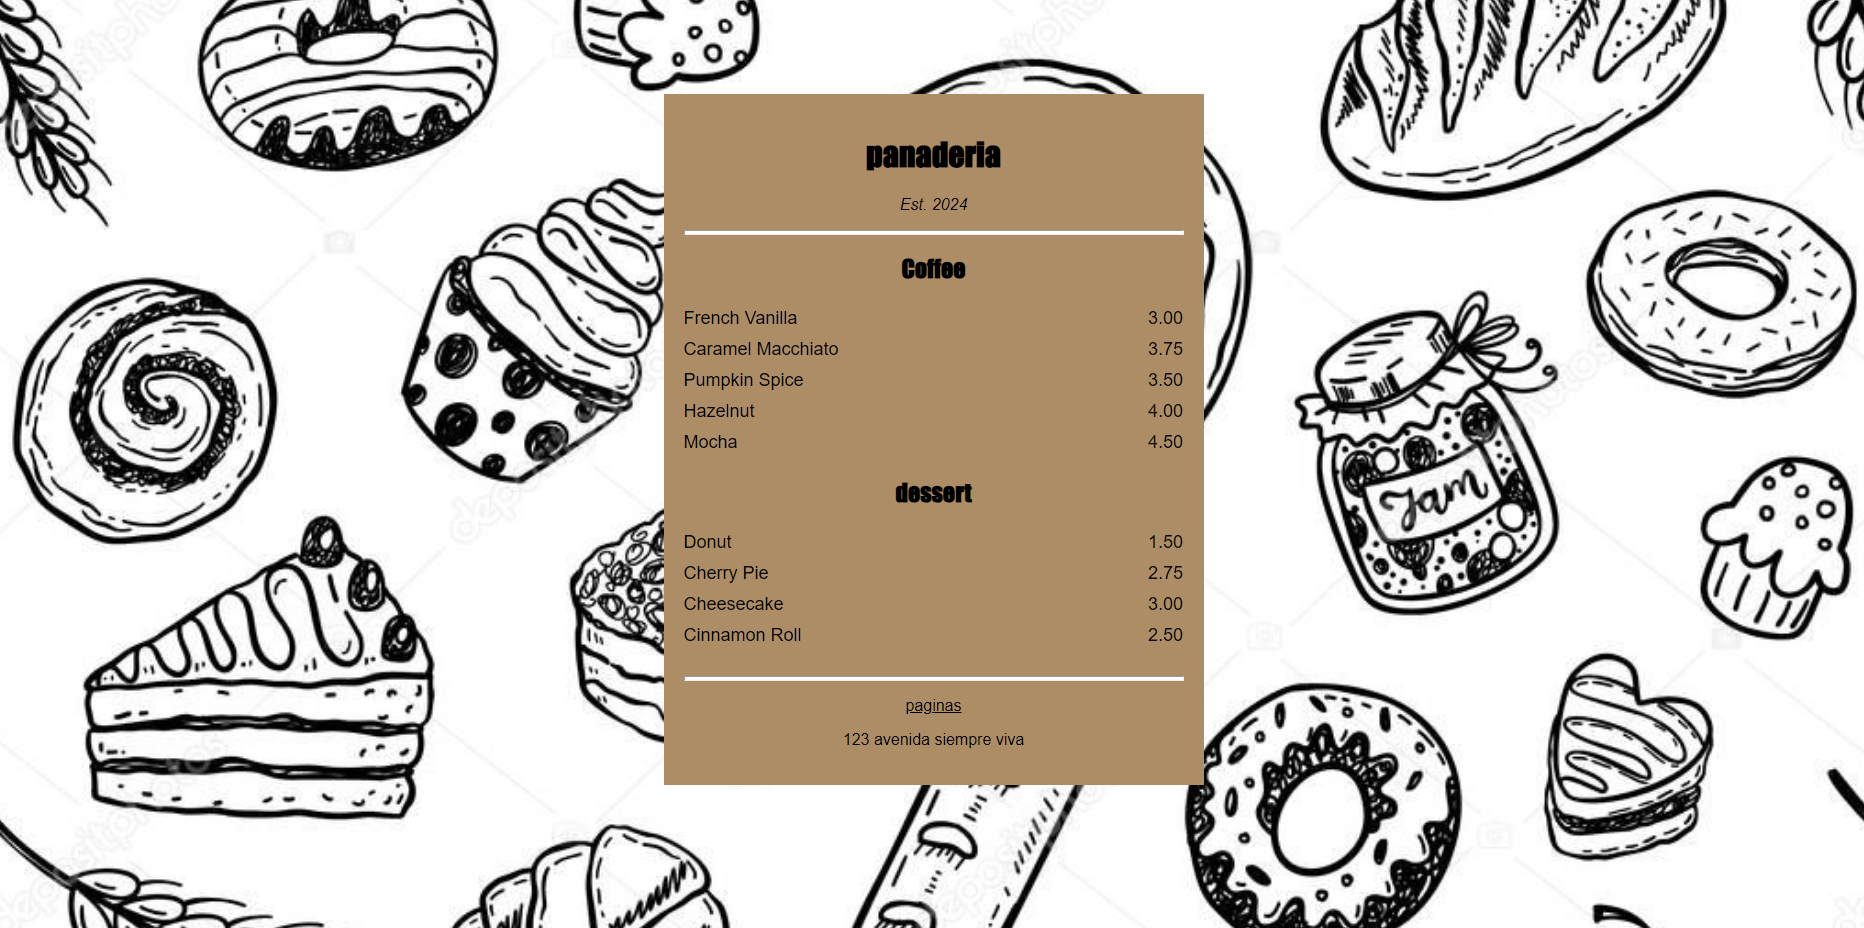 panaderia
Est. 2024
Coffee
French Vanilla 3.00
Caramel Macchiato 3.75
Pumpkin Spice 3.50
Hazelnut 4.00
Mocha 4.50
dessert
Donut 1.50
Cherry Pie 2.75
Cheesecake 3.00
Cinnamon Roll 2.50
paginas
123 avenida siempre viva
Jam